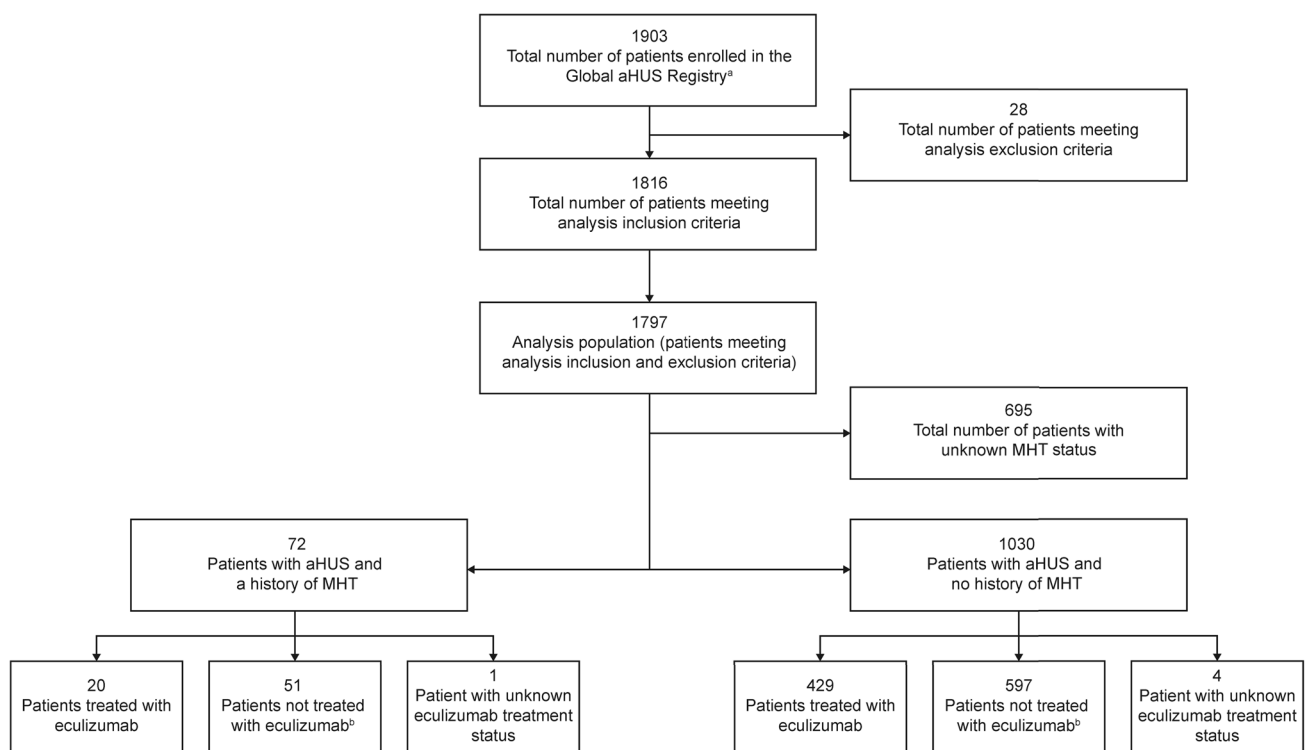 1903
Total number of patients enrolled in the
Global aHUS Registryᵃ
28
Total number of patients meeting
analysis exclusion criteria
1816
Total number of patients meeting
analysis inclusion criteria
1797
Analysis population (patients meeting
analysis inclusion and exclusion criteria)
695
Total number of patients with
unknown MHT status
72
Patients with aHUS and
a history of MHT
1030
Patients with aHUS and
no history of MHT
20
Patients treated with
eculizumab
51
Patients not treated
with eculizumabᵇ
1
Patient with unknown
eculizumab treatment
status
429
Patients treated with
eculizumab
597
Patients not treated
with eculizumabᵇ
4
Patient with unknown
eculizumab treatment
status